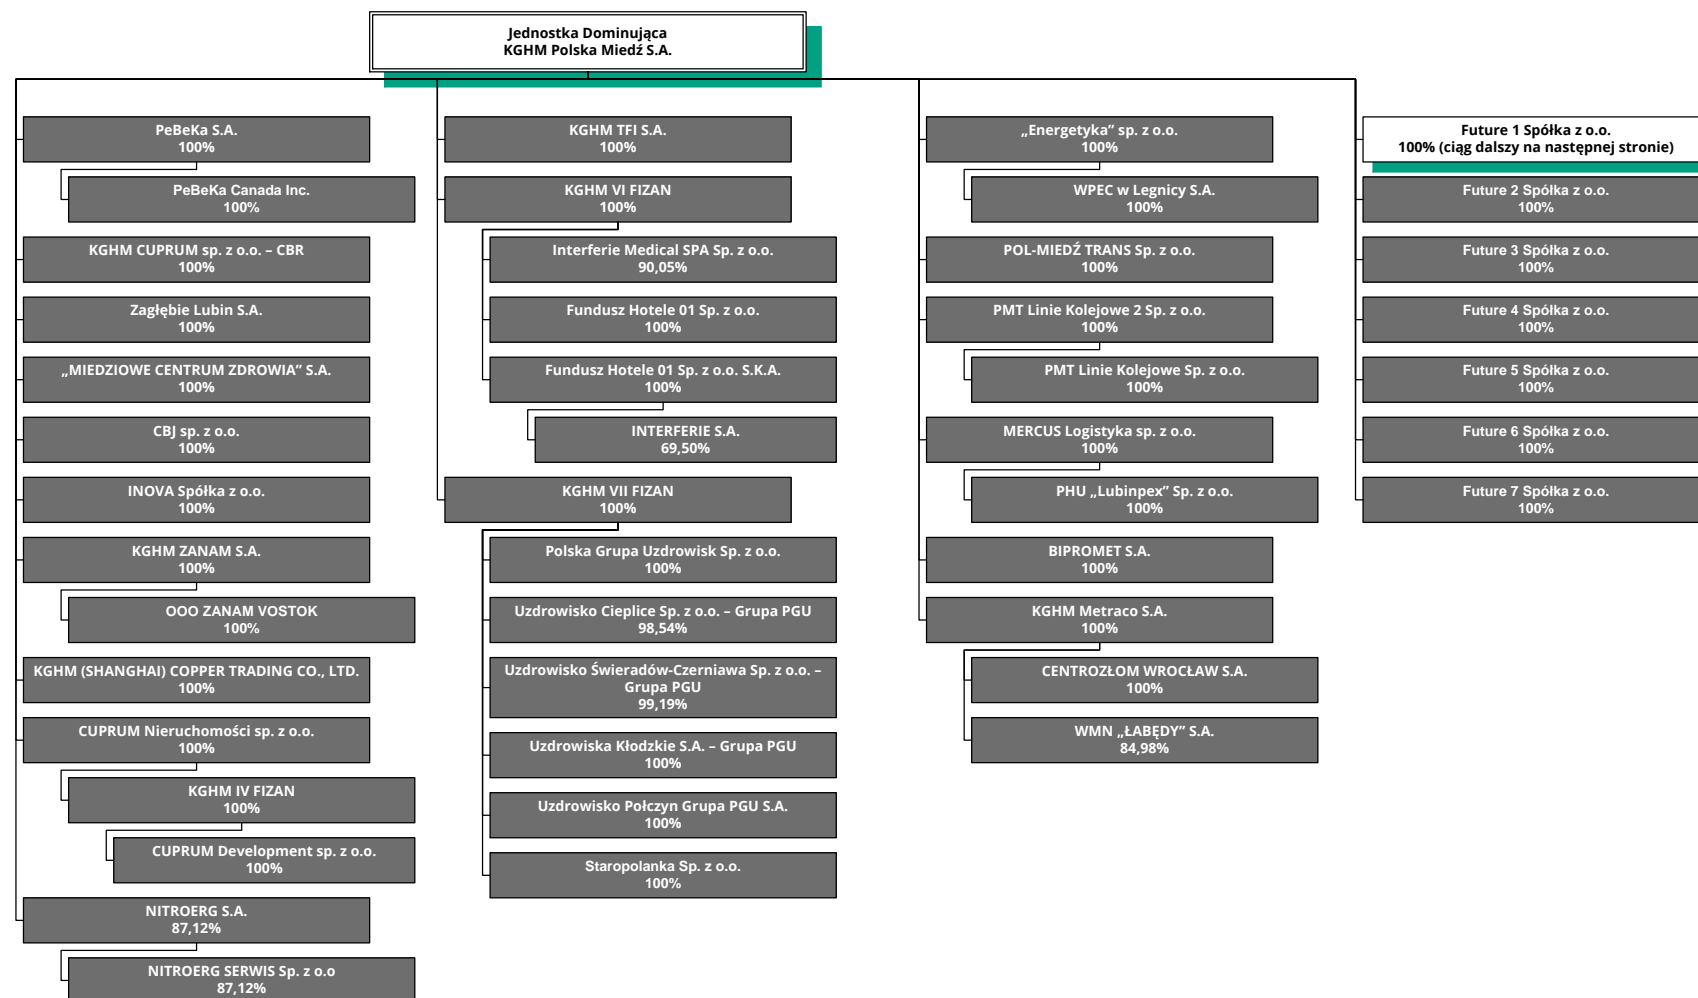 Jednostka Dominująca
KGHM Polska Miedź S.A.
PeBeKa S.A.
100%
PeBeKa Canada Inc.
100%
KGHM CUPRUM sp. z o.o. – CBR
100%
Zagłębie Lubin S.A.
100%
„MIEDZIOWE CENTRUM ZDROWIA” S.A.
100%
CBJ sp. z o.o.
100%
INOVA Spółka z o.o.
100%
KGHM ZANAM S.A.
100%
OOO ZANAM VOSTOK
100%
KGHM (SHANGHAI) COPPER TRADING CO., LTD.
100%
CUPRUM Nieruchomości sp. z o.o.
100%
KGHM IV FIZAN
100%
CUPRUM Development sp. z o.o.
100%
NITROERG S.A.
87,12%
NITROERG SERWIS Sp. z o.o
87,12%
KGHM TFI S.A.
100%
KGHM VI FIZAN
100%
Interferie Medical SPA Sp. z o.o.
90,05%
Fundusz Hotele 01 Sp. z o.o.
100%
Fundusz Hotele 01 Sp. z o.o. S.K.A.
100%
INTERFERIE S.A.
69,50%
KGHM VII FIZAN
100%
Polska Grupa Uzdrowisk Sp. z o.o.
100%
Uzdrowisko Cieplice Sp. z o.o. – Grupa PGU
98,54%
Uzdrowisko Świeradów-Czerniawa Sp. z o.o. –
Grupa PGU
99,19%
Uzdrowiska Kłodzkie S.A. – Grupa PGU
100%
Uzdrowisko Połczyn Grupa PGU S.A.
100%
Staropolanka Sp. z o.o.
100%
„Energetyka” sp. z o.o.
100%
WPEC w Legnicy S.A.
100%
POL-MIEDŹ TRANS Sp. z o.o.
100%
PMT Linie Kolejowe 2 Sp. z o.o.
100%
PMT Linie Kolejowe Sp. z o.o.
100%
MERCUS Logistyka sp. z o.o.
100%
PHU „Lubinpex” Sp. z o.o.
100%
BIPROMET S.A.
100%
KGHM Metraco S.A.
100%
CENTROZŁOM WROCŁAW S.A.
100%
WMN „ŁABĘDY” S.A.
84,98%
Future 1 Spółka z o.o.
100% (ciąg dalszy na następnej stronie)
Future 2 Spółka z o.o.
100%
Future 3 Spółka z o.o.
100%
Future 4 Spółka z o.o.
100%
Future 5 Spółka z o.o.
100%
Future 6 Spółka z o.o.
100%
Future 7 Spółka z o.o.
100%